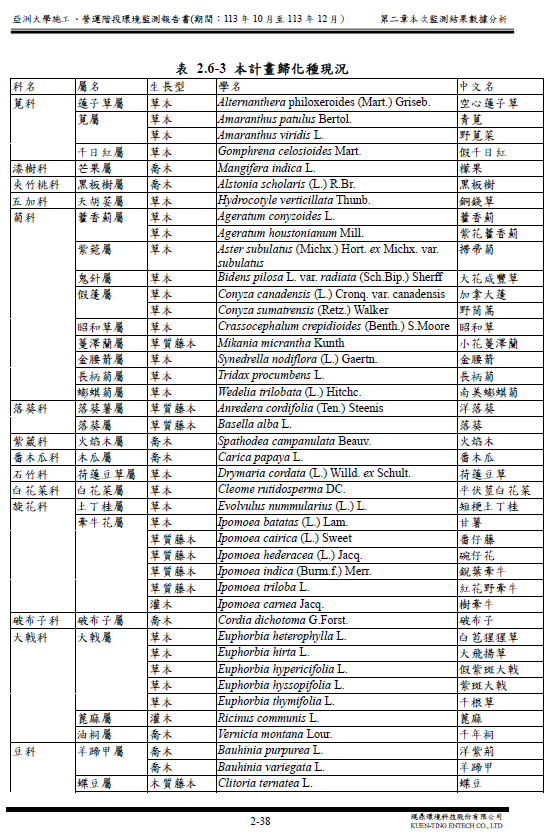 亞洲大學施工、營運階段環境監測報告書(期間：113 年 10 月至 113 年 12 月) 第二章本次監測結果數據分析
表 2.6-3 本計畫歸化種現況
科名 屬名 生長型 學名 中文名
莧科 蓮子草屬 草本 Alternanthera philoxeroides (Mart.) Griseb. 空心蓮子草
莧屬 草本 Amaranthus patulus Bertol. 青莧
草本 Amaranthus viridis L. 野莧菜
千日紅屬 草本 Gomphrena celosioides Mart. 假千日紅
漆樹科 芒果屬 喬木 Mangifera indica L. 檬果
夾竹桃科 黑板樹屬 喬木 Alstonia scholaris (L.) R.Br. 黑板樹
五加科 天胡荽屬 草本 Hydrocotyle verticillata Thunb. 銅錢草
菊科 藿香薊屬 草本 Ageratum conyzoides L. 藿香薊
草本 Ageratum houstonianum Mill. 紫花藿香薊
紫菀屬 草本 Aster subulatus (Michx.) Hort. ex Michx. var. 掃帚菊
subulatus
鬼針屬 草本 Bidens pilosa L. var. radiata (Sch.Bip.) Sherff 大花咸豐草
假蓬屬 草本 Conyza canadensis (L.) Cronq. var. canadensis 加拿大蓬
草本 Conyza sumatrensis (Retz.) Walker 野茼蒿
昭和草屬 草本 Crassocephalum crepidioides (Benth.) S.Moore 昭和草
蔓澤蘭屬 草質藤本 Mikania micrantha Kunth 小花蔓澤蘭
金腰箭屬 草本 Synedrella nodiflora (L.) Gaertn. 金腰箭
長柄菊屬 草本 Tridax procumbens L. 長柄菊
蟛蜞菊屬 草本 Wedelia trilobata (L.) Hitchc. 南美蟛蜞菊
落葵科 落葵薯屬 草質藤本 Anredera cordifolia (Ten.) Steenis 洋落葵
落葵屬 草質藤本 Basella alba L. 落葵
紫葳科 火焰木屬 喬木 Spathodea campanulata Beauv. 火焰木
番木瓜科 木瓜屬 喬木 Carica papaya L. 番木瓜
石竹科 荷蓮豆草屬 草本 Drymaria cordata (L.) Willd. ex Schult. 荷蓮豆草
白花菜科 白花菜屬 草本 Cleome rutidosperma DC. 平伏莖白花菜
旋花科 土丁桂屬 草本 Evolvulus nummularius (L.) L. 短梗土丁桂
牽牛花屬 草本 Ipomoea batatas (L.) Lam. 甘薯
草質藤本 Ipomoea cairica (L.) Sweet 番仔藤
草質藤本 Ipomoea hederacea (L.) Jacq. 碗仔花
草質藤本 Ipomoea indica (Burm.f.) Merr. 銳葉牽牛
草質藤本 Ipomoea triloba L. 紅花野牽牛
灌木 Ipomoea carnea Jacq. 樹牽牛
破布子科 破布子屬 喬木 Cordia dichotoma G.Forst. 破布子
大戟科 大戟屬 草本 Euphorbia heterophylla L. 白苞猩猩草
草本 Euphorbia hirta L. 大飛揚草
草本 Euphorbia hypericifolia L. 假紫斑大戟
草本 Euphorbia hyssopifolia L. 紫斑大戟
草本 Euphorbia thymifolia L. 千根草
蓖麻屬 灌木 Ricinus communis L. 蓖麻
油桐屬 喬木 Vernicia montana Lour. 千年桐
豆科 羊蹄甲屬 喬木 Bauhinia purpurea L. 洋紫荊
喬木 Bauhinia variegata L. 羊蹄甲
蝶豆屬 木質藤本 Clitoria ternatea L. 蝶豆
2-38
琨鼎環境科技股份有限公司
KUEN-TING ENTECH CO., LTD